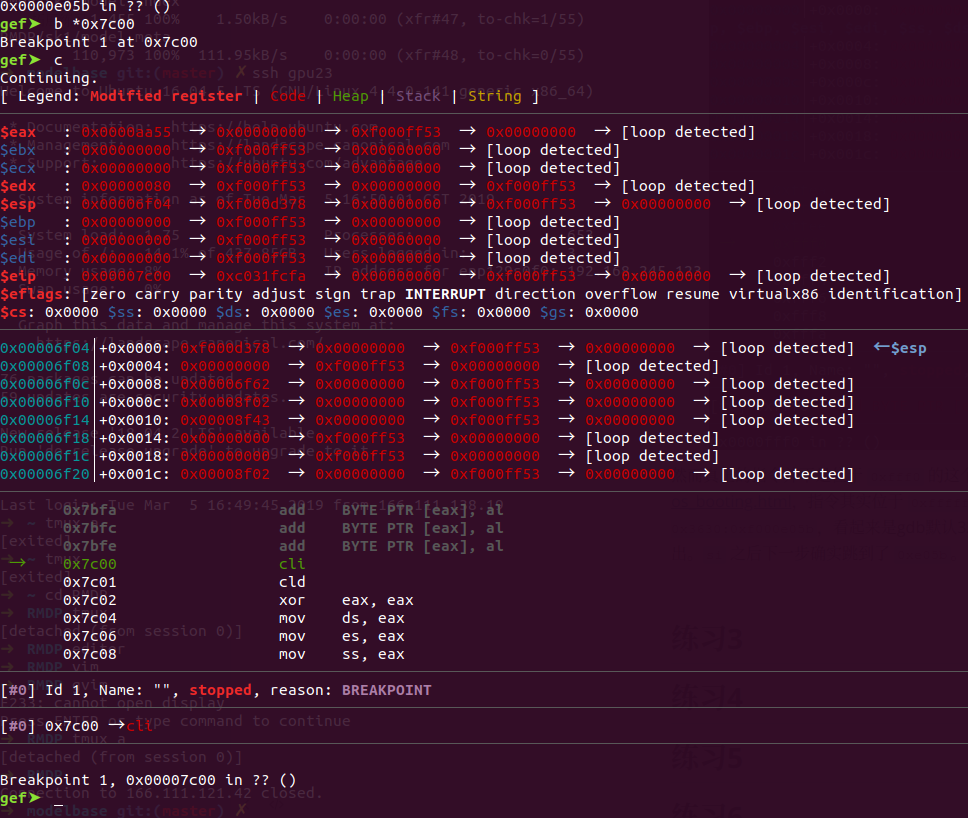 0x0000e05b in ?? ()
gef➤  b *0x7c00
Breakpoint 1 at 0x7c00
gef➤  c
Continuing.
[ Legend: Modified register | Code | Heap | Stack | String ]
$eax   : 0x0000aa55  →  0x00000000  →  0xf000ff53  →  0x00000000  →  [loop detected]
$ebx   : 0x00000000  →  0xf000ff53  →  0x00000000  →  [loop detected]
$ecx   : 0x00000000  →  0xf000ff53  →  0x00000000  →  [loop detected]
$edx   : 0x00000080  →  0xf000ff53  →  0x00000000  →  0xf000ff53  →  [loop detected]
$esp   : 0x00006f04  →  0xf000d378  →  0x00000000  →  0xf000ff53  →  0x00000000  →  [loop detected]
$ebp   : 0x00000000  →  0xf000ff53  →  0x00000000  →  [loop detected]
$esi   : 0x00000000  →  0xf000ff53  →  0x00000000  →  [loop detected]
$edi   : 0x00000000  →  0xf000ff53  →  0x00000000  →  [loop detected]
$eip   : 0x00007c00  →  0xc031fcfa  →  0x00000000  →  0xf000ff53  →  0x00000000  →  [loop detected]
$eflags: [zero carry parity adjust sign trap INTERRUPT direction overflow resume virtualx86 identification]
$cs: 0x0000 $ss: 0x0000 $ds: 0x0000 $es: 0x0000 $fs: 0x0000 $gs: 0x0000
0x00006f04│+0x0000: 0xf000d378  →  0x00000000  →  0xf000ff53  →  0x00000000  →  [loop detected]  ←$esp
0x00006f08│+0x0004: 0x00000000  →  0xf000ff53  →  0x00000000  →  [loop detected]
0x00006f0c│+0x0008: 0x00006f62  →  0x00000000  →  0xf000ff53  →  0x00000000  →  [loop detected]
0x00006f10│+0x000c: 0x00008f62  →  0x00000000  →  0xf000ff53  →  0x00000000  →  [loop detected]
0x00006f14│+0x0010: 0x00008f43  →  0x00000000  →  0xf000ff53  →  0x00000000  →  [loop detected]
0x00006f18│+0x0014: 0x00000000  →  0xf000ff53  →  0x00000000  →  [loop detected]
0x00006f1c│+0x0018: 0x00000000  →  0xf000ff53  →  0x00000000  →  [loop detected]
0x00006f20│+0x001c: 0x00008f02  →  0x00000000  →  0xf000ff53  →  0x00000000  →  [loop detected]
0x7bfa add BYTE PTR [eax], al
0x7bfc add BYTE PTR [eax], al
0x7bfe add BYTE PTR [eax], al
→ 0x7c00 cli
0x7c01 cld
0x7c02 xor eax, eax
0x7c04 mov ds, eax
0x7c06 mov es, eax
0x7c08 mov ss, eax
[#0] Id 1, Name: "", stopped, reason: BREAKPOINT
[#0] 0x7c00 →cli
Breakpoint 1, 0x00007c00 in ?? ()
gef➤  _